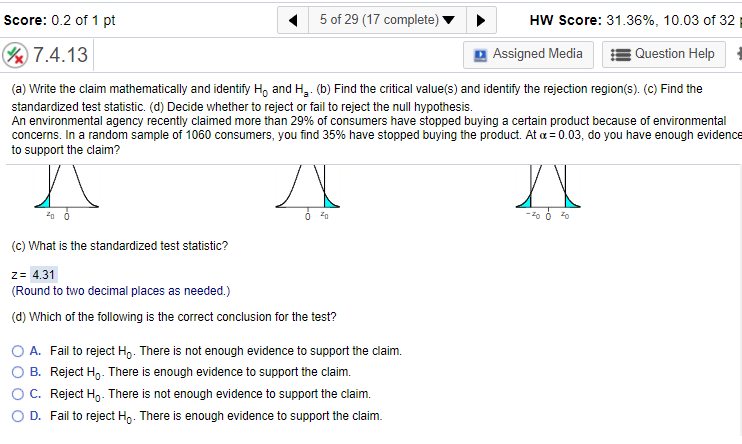 Score: 0.2 of 1 pt
5 of 29 (17 complete)
HW Score: 31.36%, 10.03 of 32
7.4.13
Assigned Media
Question Help
(a) Write the claim mathematically and identify H₀ and Hₐ. (b) Find the critical value(s) and identify the rejection region(s). (c) Find the
standardized test statistic. (d) Decide whether to reject or fail to reject the null hypothesis.
An environmental agency recently claimed more than 29% of consumers have stopped buying a certain product because of environmental
concerns. In a random sample of 1060 consumers, you find 35% have stopped buying the product. At α = 0.03, do you have enough evidence
to support the claim?
z₀ 0
0 z₀
-z₀ 0 z₀
(c) What is the standardized test statistic?
z = 4.31
(Round to two decimal places as needed.)
(d) Which of the following is the correct conclusion for the test?
A. Fail to reject H₀. There is not enough evidence to support the claim.
B. Reject H₀. There is enough evidence to support the claim.
C. Reject H₀. There is not enough evidence to support the claim.
D. Fail to reject H₀. There is enough evidence to support the claim.